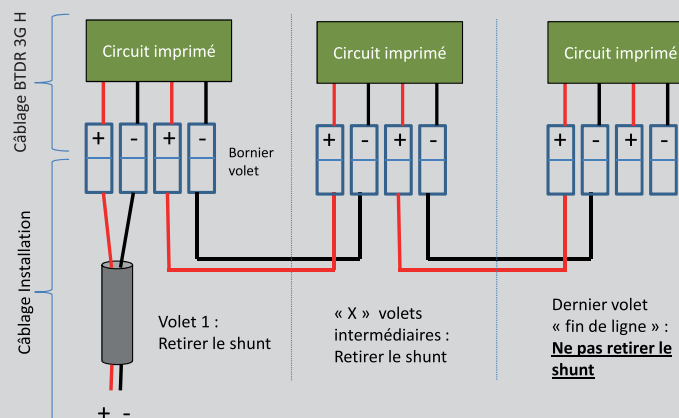 Câblage BTDR 3G H
Circuit imprimé
Circuit imprimé
Circuit imprimé
+ - + -
+ - + -
+ - + -
Bornier
volet
Câblage Installation
Volet 1 :
Retirer le shunt
« X » volets
intermédiaires :
Retirer le shunt
Dernier volet
« fin de ligne » :
Ne pas retirer le
shunt
+ -